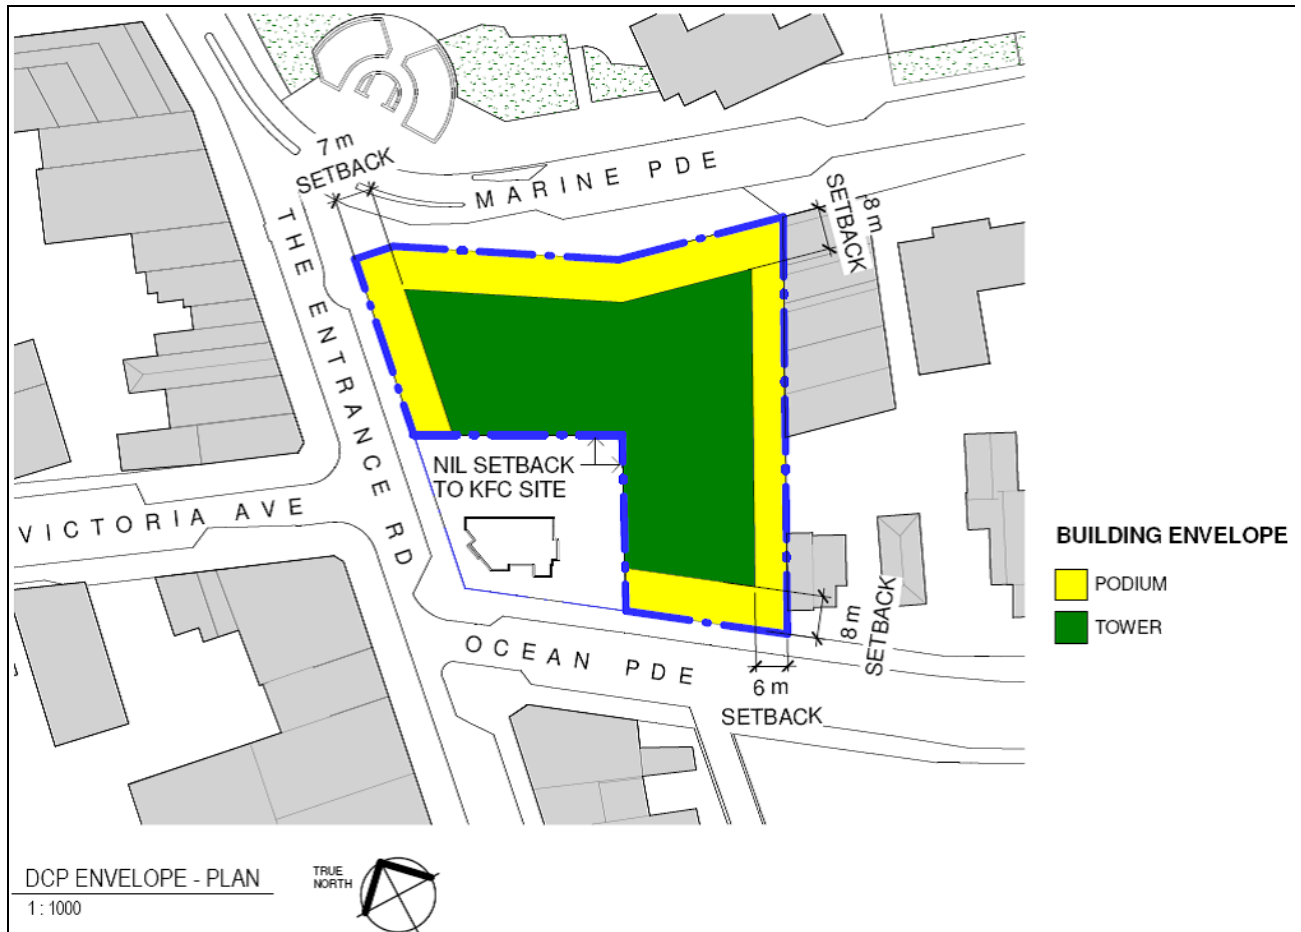 7 m
SETBACK
MARINE PDE
SETBACK
8 m
THE ENTRANCE RD
NIL SETBACK
TO KFC SITE
VICTORIA AVE
BUILDING ENVELOPE
PODIUM
TOWER
OCEAN PDE
8 m
SETBACK
6 m
SETBACK
DCP ENVELOPE - PLAN
1 : 1000
TRUE
NORTH